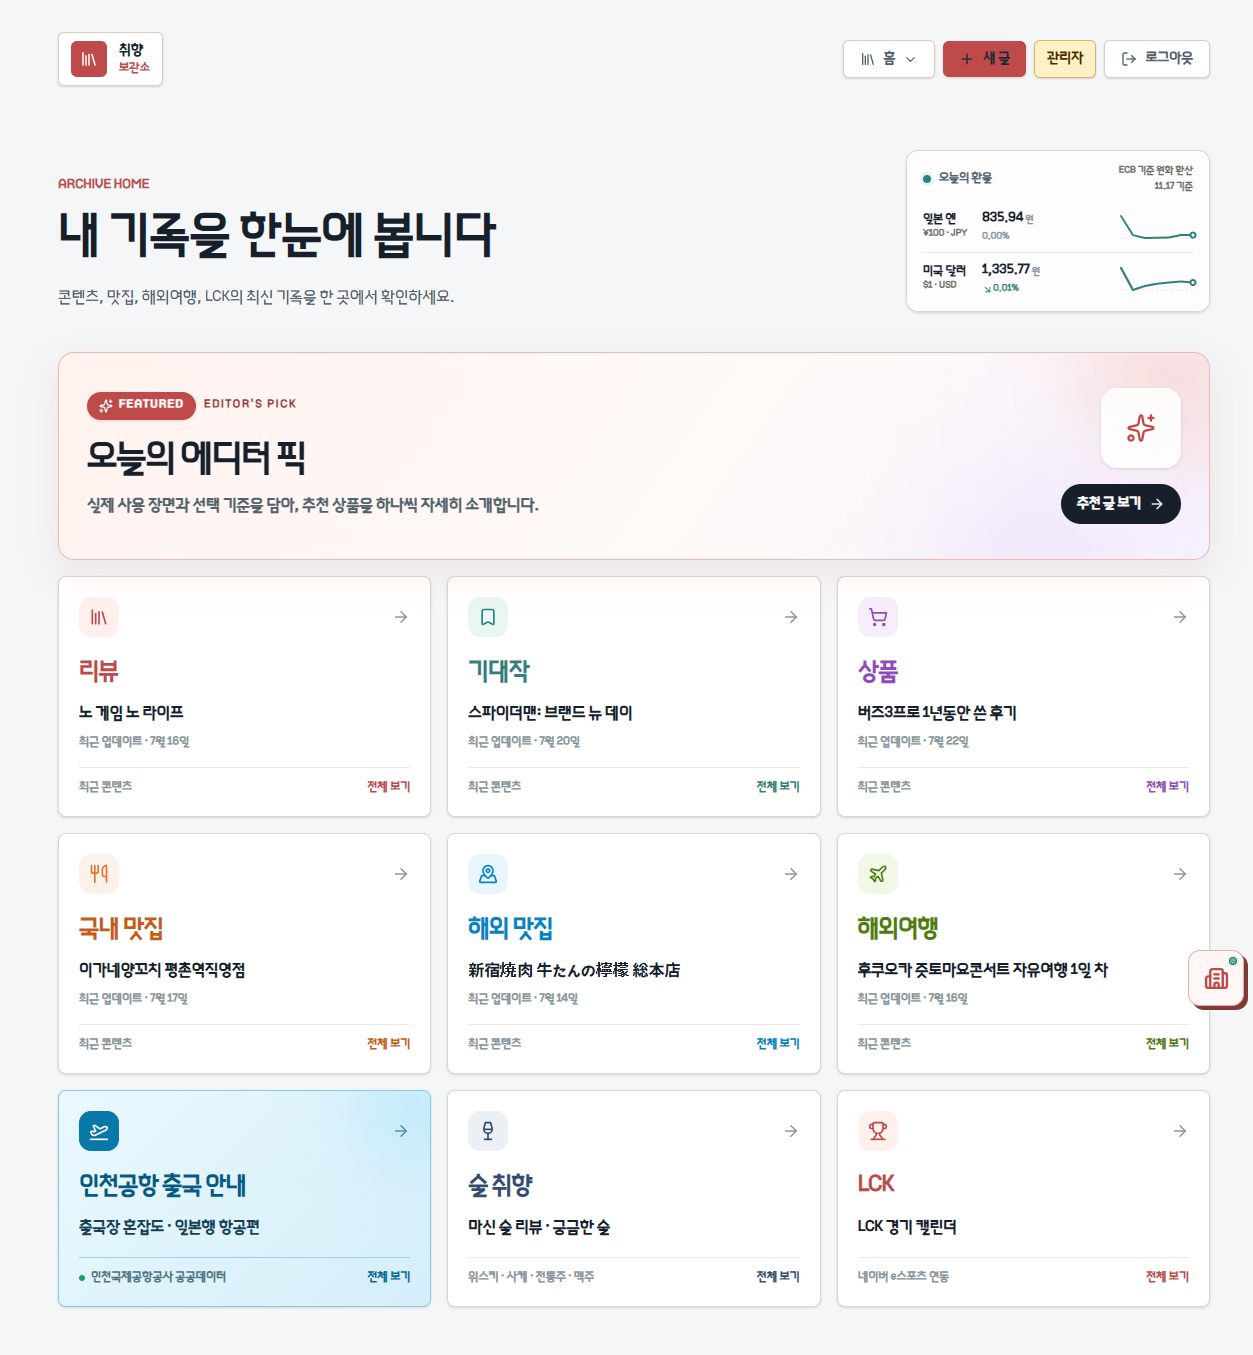 취향
보관소
홈
새 글
관리자
로그아웃
ARCHIVE HOME
내 기록을 한눈에 봅니다
콘텐츠, 맛집, 해외여행, LCK의 최신 기록을 한 곳에서 확인하세요.
오늘의 환율
ECB 기준 원화 환산
11.17 기준
일본 엔
¥100 · JPY
835.94 원
0.00%
미국 달러
$1 · USD
1,335.77 원
0.01%
FEATURED
EDITOR'S PICK
오늘의 에디터 픽
실제 사용 장면과 선택 기준을 담아, 추천 상품을 하나씩 자세히 소개합니다.
추천 글 보기
리뷰
노 게임 노 라이프
최근 업데이트 · 7월 16일
최근 콘텐츠
전체 보기
기대작
스파이더맨: 브랜드 뉴 데이
최근 업데이트 · 7월 20일
최근 콘텐츠
전체 보기
상품
버즈3프로 1년동안 쓴 후기
최근 업데이트 · 7월 22일
최근 콘텐츠
전체 보기
국내 맛집
이가네양꼬치 평촌역직영점
최근 업데이트 · 7월 17일
최근 콘텐츠
전체 보기
해외 맛집
新宿焼肉 牛たんの檸檬 総本店
최근 업데이트 · 7월 14일
최근 콘텐츠
전체 보기
해외여행
후쿠오카 즛토마요콘서트 자유여행 1일 차
최근 업데이트 · 7월 16일
최근 콘텐츠
전체 보기
인천공항 출국 안내
출국장 혼잡도 · 일본행 항공편
인천국제공항공사 공공데이터
전체 보기
술 취향
마신 술 리뷰 · 궁금한 술
위스키 · 사케 · 전통주 · 맥주
전체 보기
LCK
LCK 경기 캘린더
네이버 e스포츠 연동
전체 보기